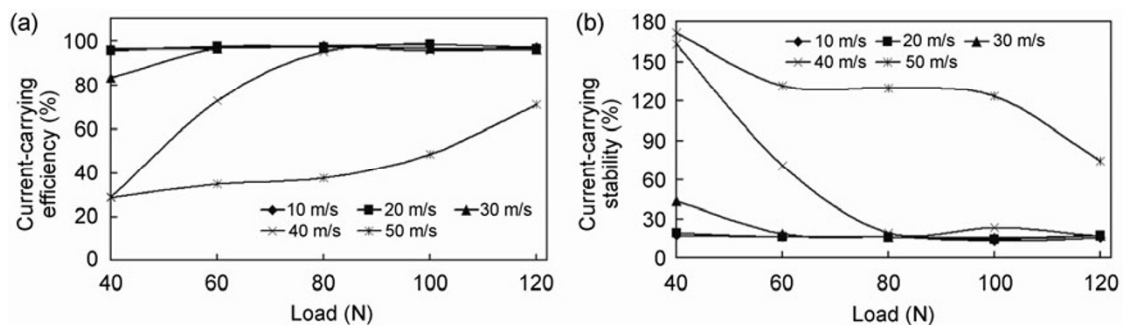 (a)
Current-carrying
efficiency (%)
100
80
60
40
20
0
10 m/s 20 m/s 30 m/s
40 m/s 50 m/s
40 60 80 100 120
Load (N)
(b)
Current-carrying
stability (%)
180
150
120
90
60
30
0
10 m/s 20 m/s 30 m/s
40 m/s 50 m/s
40 60 80 100 120
Load (N)